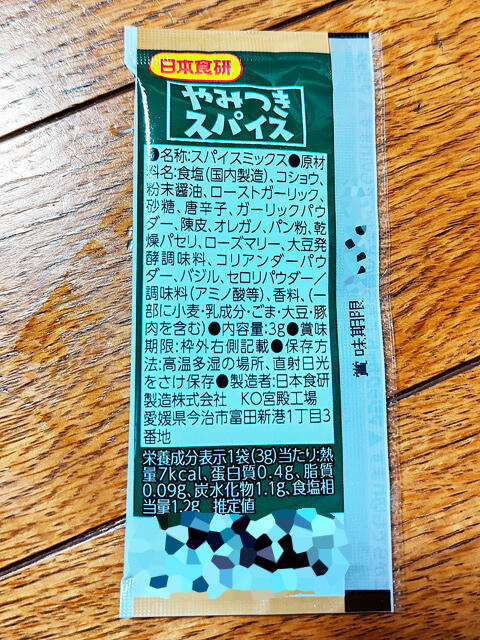 日本食研
やみつき
スパイス
●名称:スパイスミックス●原材
料名:食塩(国内製造)、コショウ、
粉末醤油、ローストガーリック、
砂糖、唐辛子、ガーリックパウ
ダー、陳皮、オレガノ、パン粉、乾
燥パセリ、ローズマリー、大豆発
酵調味料、コリアンダーパウ
ダー、バジル、セロリパウダー/
調味料(アミノ酸等)、香料、(一
部に小麦・乳成分・ごま・大豆・豚
肉を含む)●内容量:3g●賞味
期限:枠外右側記載●保存方
法:高温多湿の場所、直射日光
をさけ保存●製造者:日本食研
製造株式会社 KO宮殿工場
愛媛県今治市富田新港1丁目3
番地
栄養成分表示1袋(3g)当たり:熱
量7kcal、蛋白質0.4g、脂質
0.09g、炭水化物1.1g、食塩相
当量1.2g 推定値
賞味期限